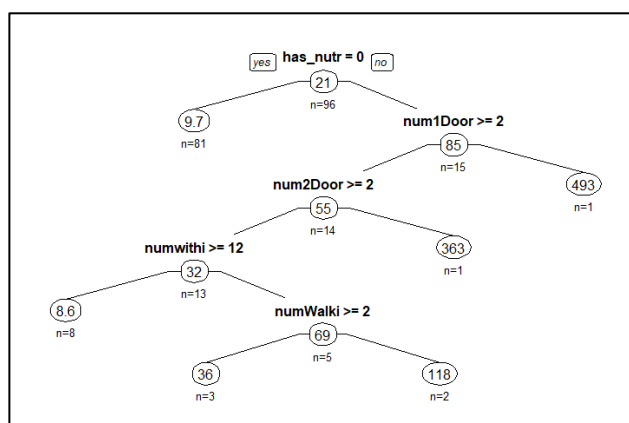 yes has_nutr = 0 no
21
n=96
9.7
n=81
num1Door >= 2
85
n=15
493
n=1
num2Door >= 2
55
n=14
363
n=1
numwithi >= 12
32
n=13
8.6
n=8
numWalki >= 2
69
n=5
36
n=3
118
n=2